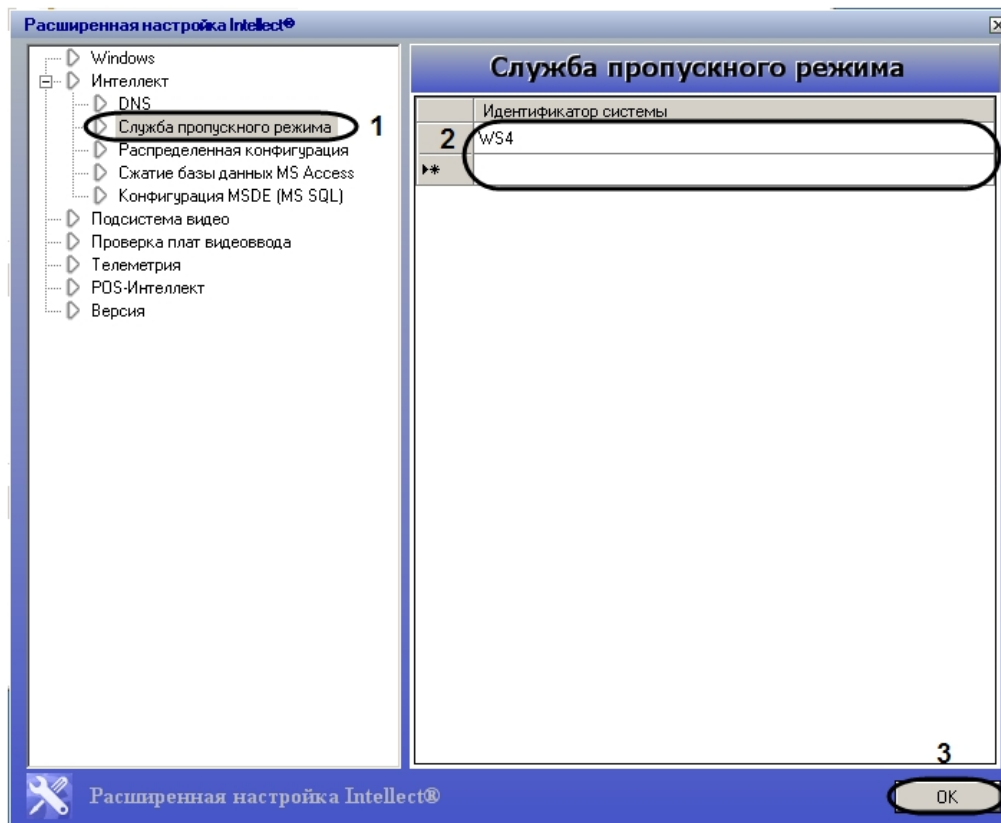 Расширенная настройка Intellect®
Windows
Интеллект
DNS
Служба пропускного режима 1
Распределенная конфигурация
Сжатие базы данных MS Access
Конфигурация MSDE (MS SQL)
Подсистема видео
Проверка плат видеоввода
Телеметрия
POS-Интеллект
Версия
Служба пропускного режима
Идентификатор системы
2 WS4
3
Расширенная настройка Intellect®
OK